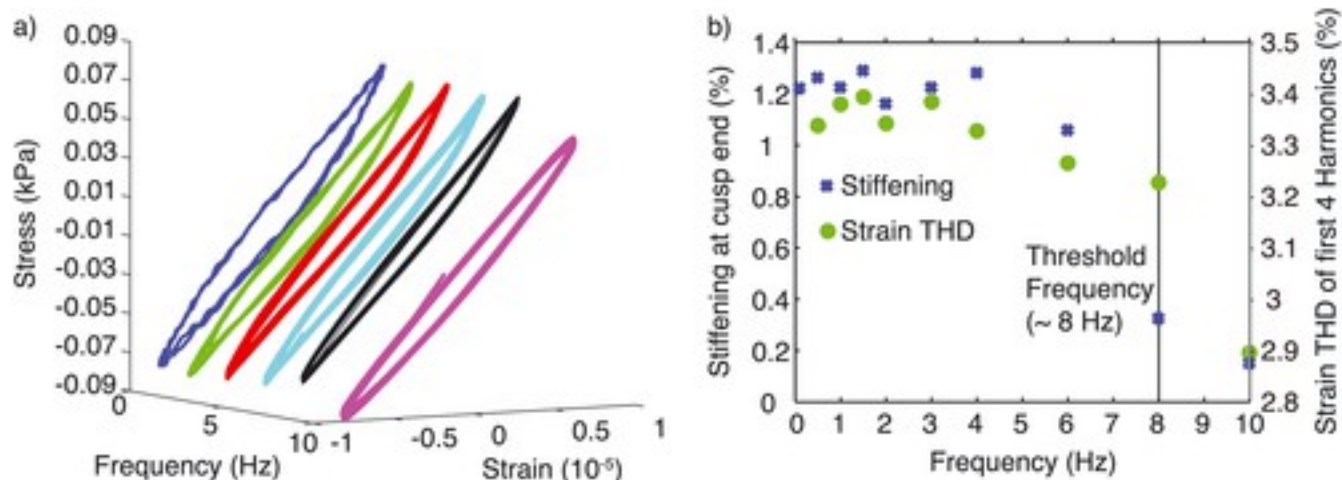 a)
0.09
0.07
0.05
0.03
0.01
-0.01
-0.03
-0.05
-0.07
-0.09
Stress (kPa)
0
5
10
Frequency (Hz)
-1
-0.5
0
0.5
1
Strain (10⁻⁵)
b)
1.4
1.2
1
0.8
0.6
0.4
0.2
0
Stiffening at cusp end (%)
Stiffening
Strain THD
Threshold
Frequency
(~ 8 Hz)
3.5
3.4
3.3
3.2
3.1
3
2.9
2.8
Strain THD of first 4 Harmonics (%)
0 1 2 3 4 5 6 7 8 9 10
Frequency (Hz)